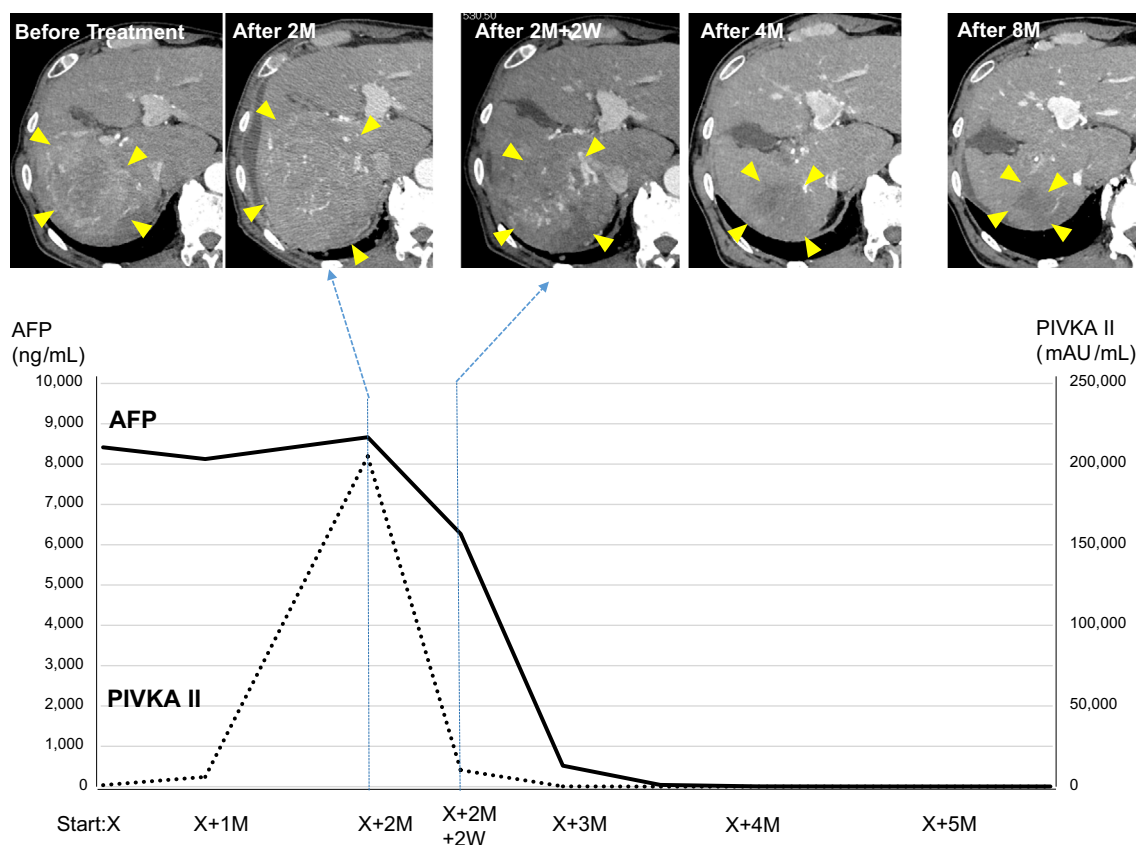 Before Treatment
After 2M
530.50
After 2M+2W
After 4M
After 8M
AFP
(ng/mL)
PIVKA II
(mAU/mL)
10,000
9,000
8,000
7,000
6,000
5,000
4,000
3,000
2,000
1,000
0
250,000
200,000
150,000
100,000
50,000
0
AFP
PIVKA II
Start:X
X+1M
X+2M
X+2M
+2W
X+3M
X+4M
X+5M